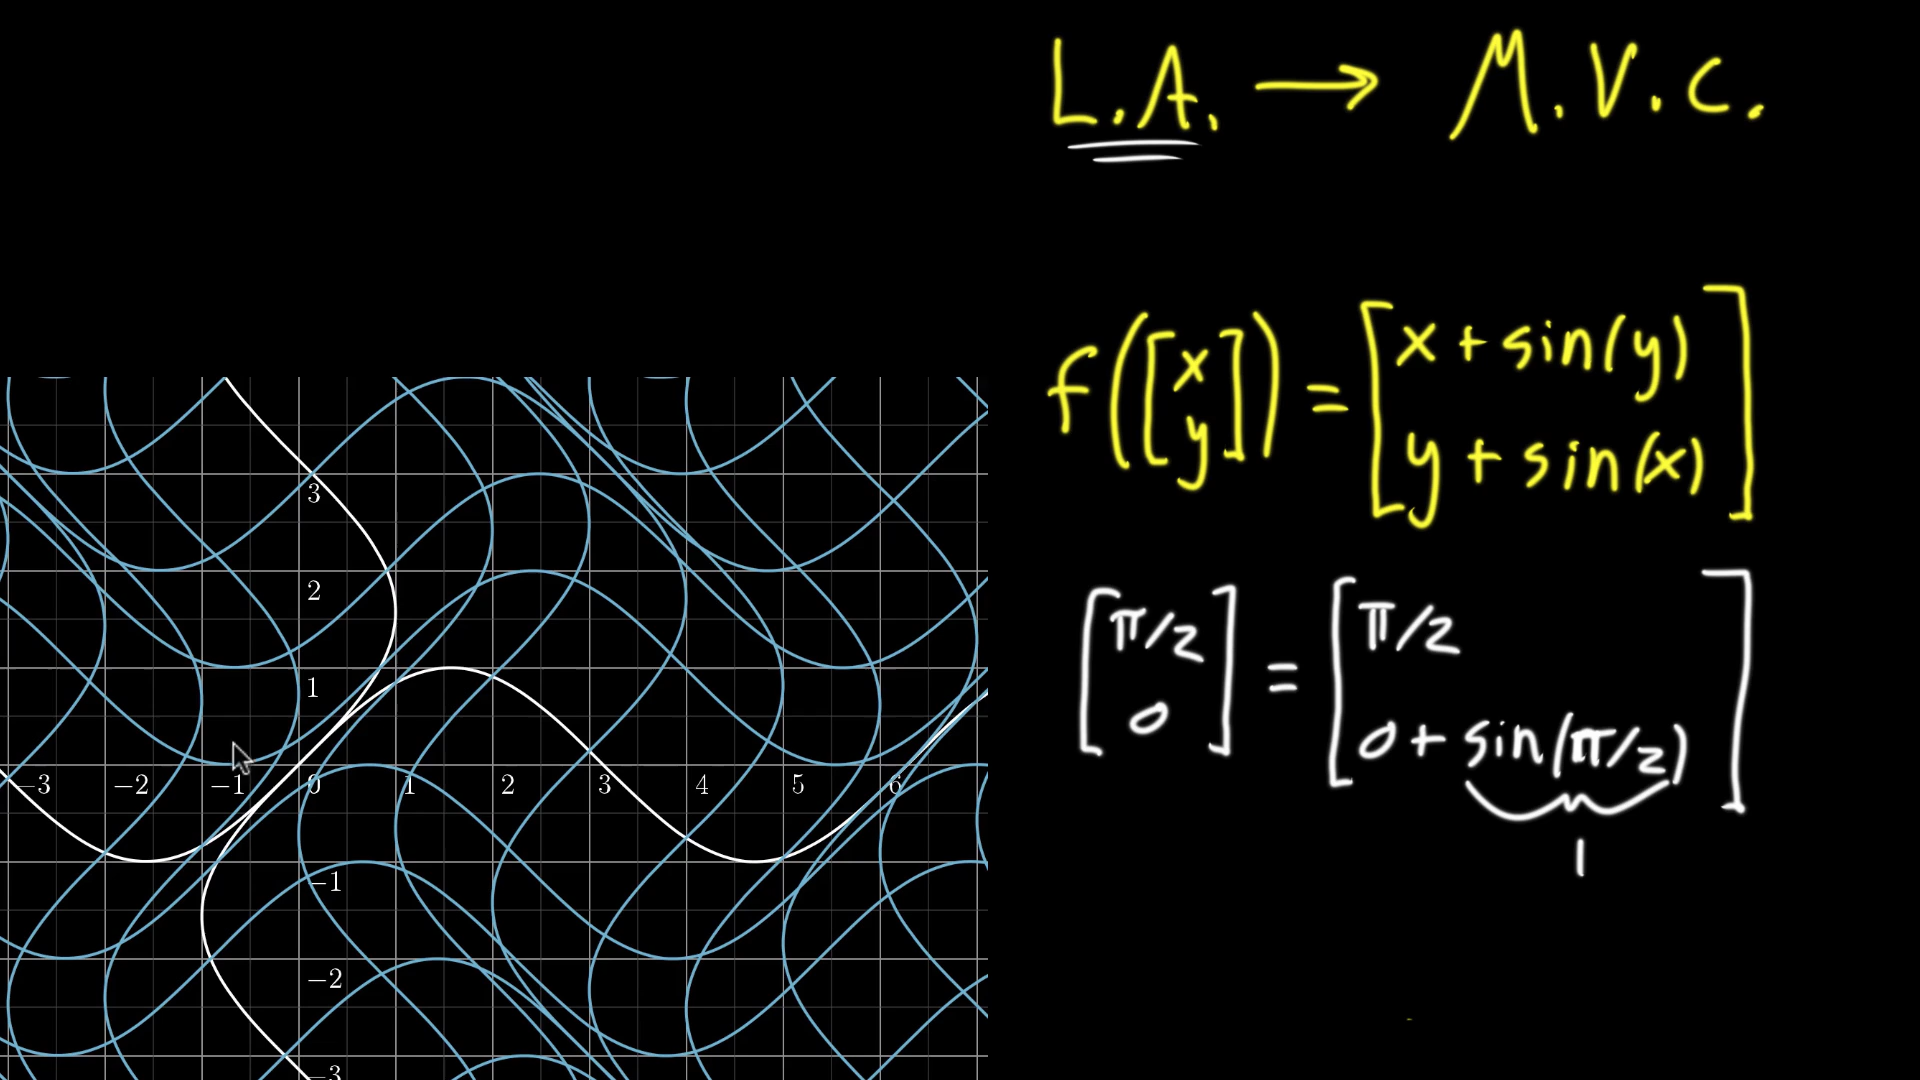 L.A. → M.V.C.
f([x y]) = [x + sin(y)
y + sin(x)]
[π/2 0] = [π/2
0 + sin(π/2)]
1
3
2
1
-3 -2 -1 0 1 2 3 4 5 6
-1
-2
-3